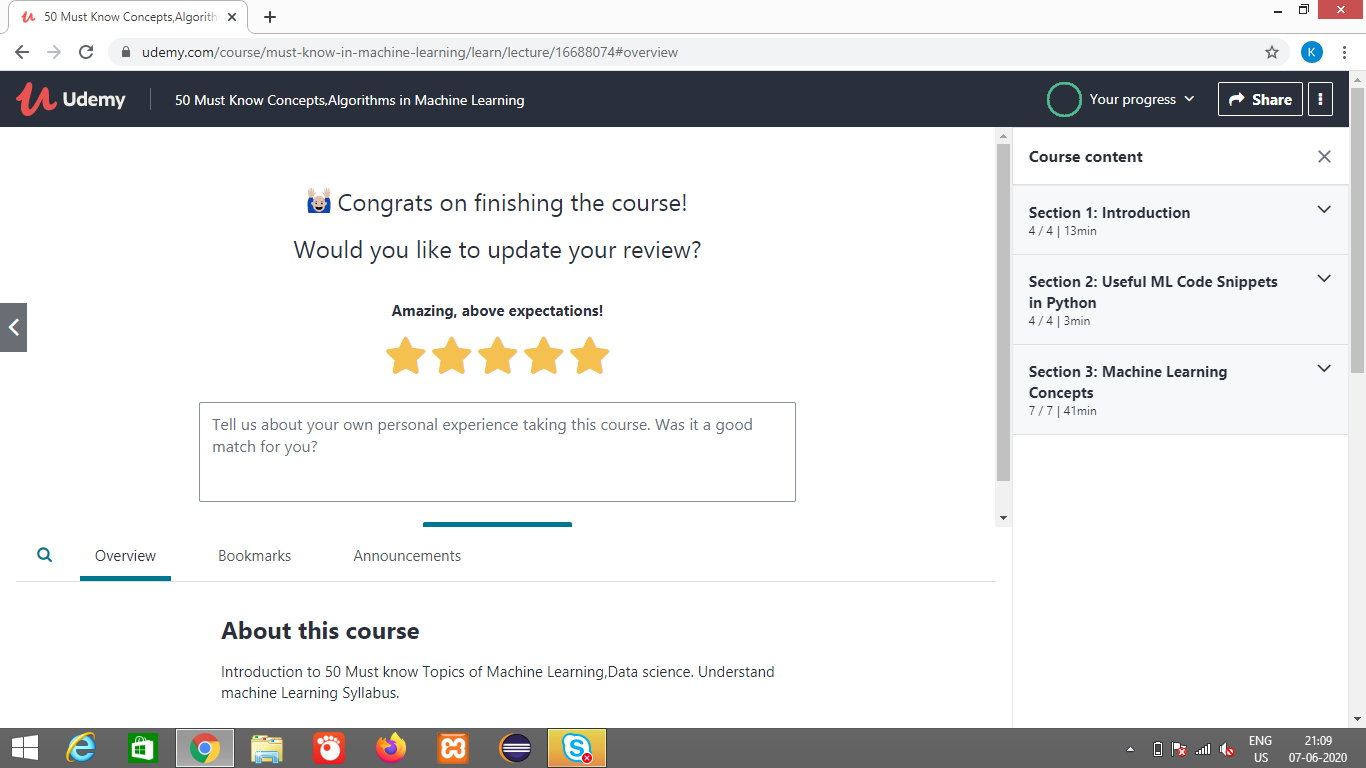 50 Must Know Concepts,Algorith
udemy.com/course/must-know-in-machine-learning/learn/lecture/16688074#overview
K
Udemy
50 Must Know Concepts,Algorithms in Machine Learning
Your progress
Share
Congrats on finishing the course!
Would you like to update your review?
Amazing, above expectations!
Tell us about your own personal experience taking this course. Was it a good
match for you?
Course content
Section 1: Introduction
4 / 4 | 13min
Section 2: Useful ML Code Snippets
in Python
4 / 4 | 3min
Section 3: Machine Learning
Concepts
7 / 7 | 41min
Overview
Bookmarks
Announcements
About this course
Introduction to 50 Must know Topics of Machine Learning,Data science. Understand
machine Learning Syllabus.
ENG
US
21:09
07-06-2020